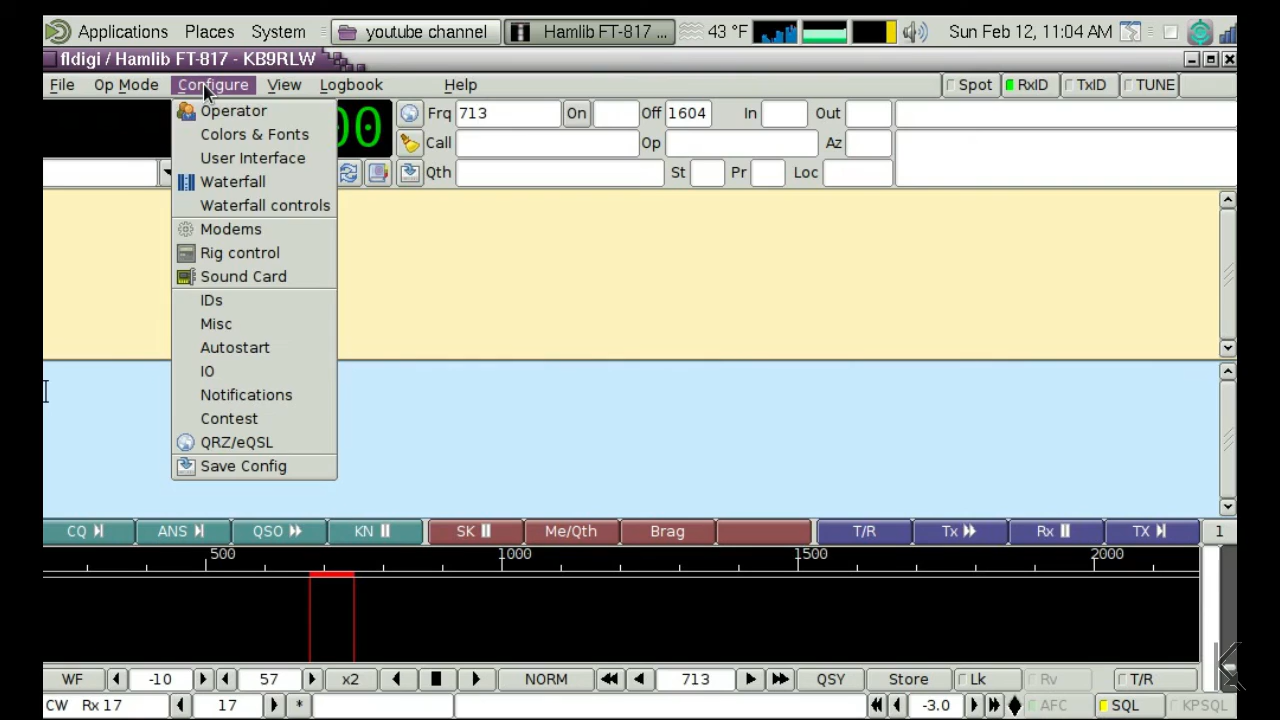 Applications Places System youtube channel Hamlib FT-817 ... 43 °F Sun Feb 12, 11:04 AM
fldigi / Hamlib FT-817 - KB9RLW
File Op Mode Configure View Logbook Help Spot RxID TxID TUNE
Operator
Colors & Fonts
User Interface
Waterfall
Waterfall controls
Modems
Rig control
Sound Card
IDs
Misc
Autostart
IO
Notifications
Contest
QRZ/eQSL
Save Config
00 Frq 713 On Off 1604 In Out
Call Op Az
Qth St Pr Loc
CQ ANS QSO KN SK Me/Qth Brag T/R Tx Rx TX 1
500 1000 1500 2000
WF -10 57 x2 NORM 713 QSY Store Lk Rv T/R
CW Rx 17 17 * -3.0 AFC SQL KPSQL